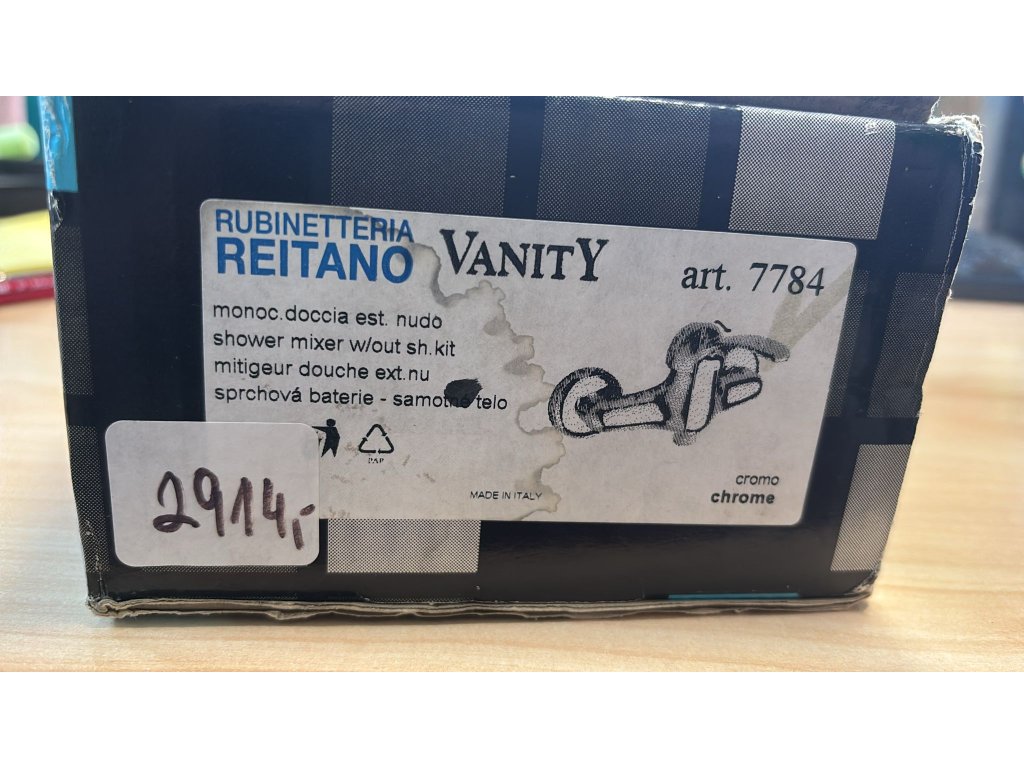 RUBINETTERIA
REITANO
VANITY
art. 7784
monoc.doccia est. nudo
shower mixer w/out sh.kit
mitigeur douche ext.nu
sprchová baterie - samotné telo
PAP
MADE IN ITALY
cromo
chrome
2914,-